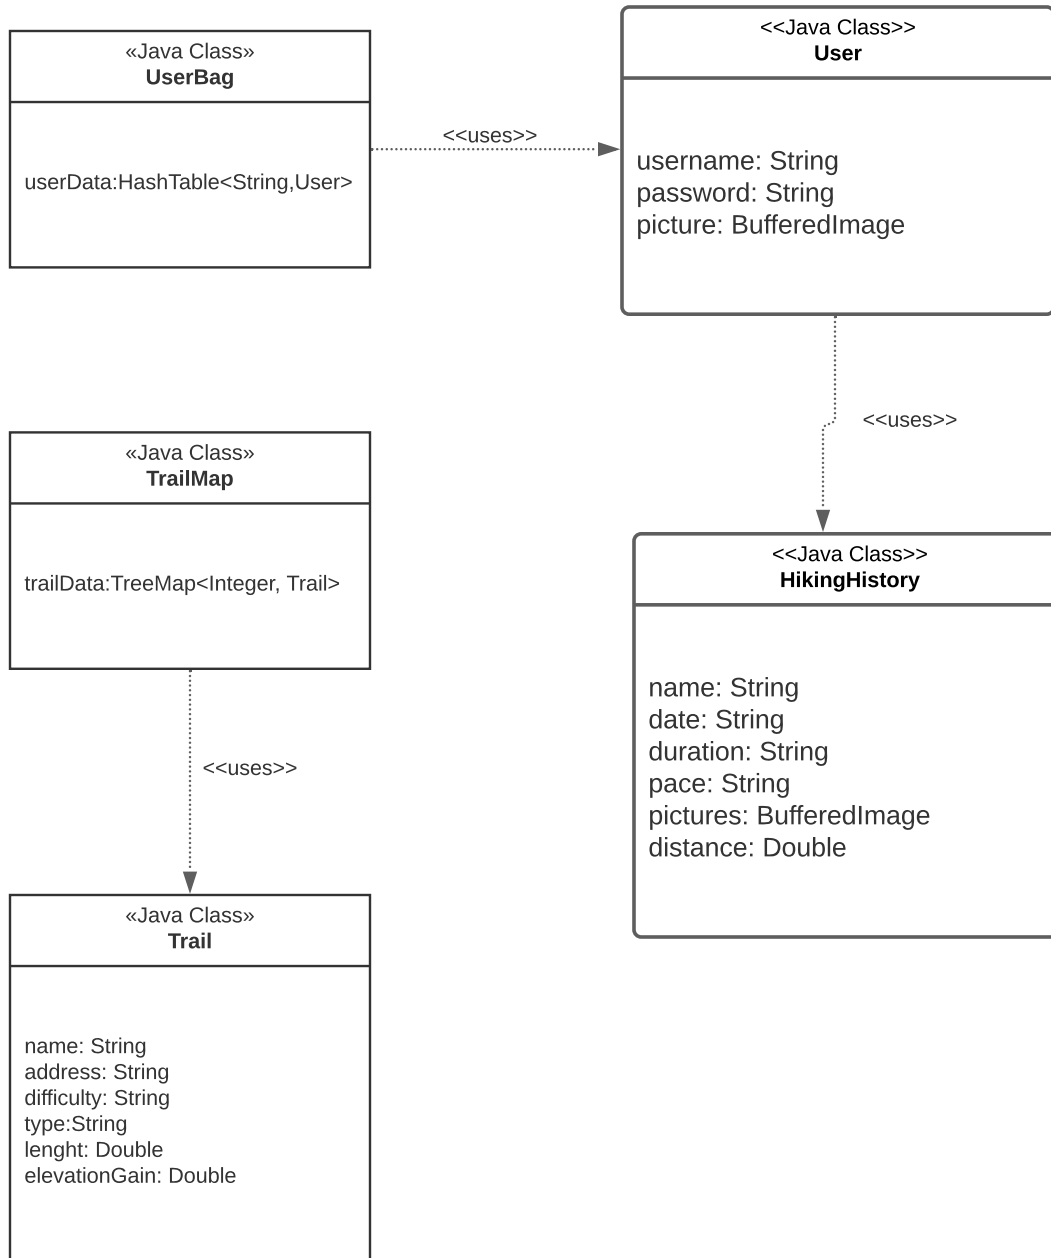 «Java Class»
UserBag
userData:HashTable<String,User>
<<uses>>
<<Java Class>>
User
username: String
password: String
picture: BufferedImage
<<uses>>
«Java Class»
TrailMap
trailData:TreeMap<Integer, Trail>
<<uses>>
<<Java Class>>
HikingHistory
name: String
date: String
duration: String
pace: String
pictures: BufferedImage
distance: Double
«Java Class»
Trail
name: String
address: String
difficulty: String
type:String
lenght: Double
elevationGain: Double